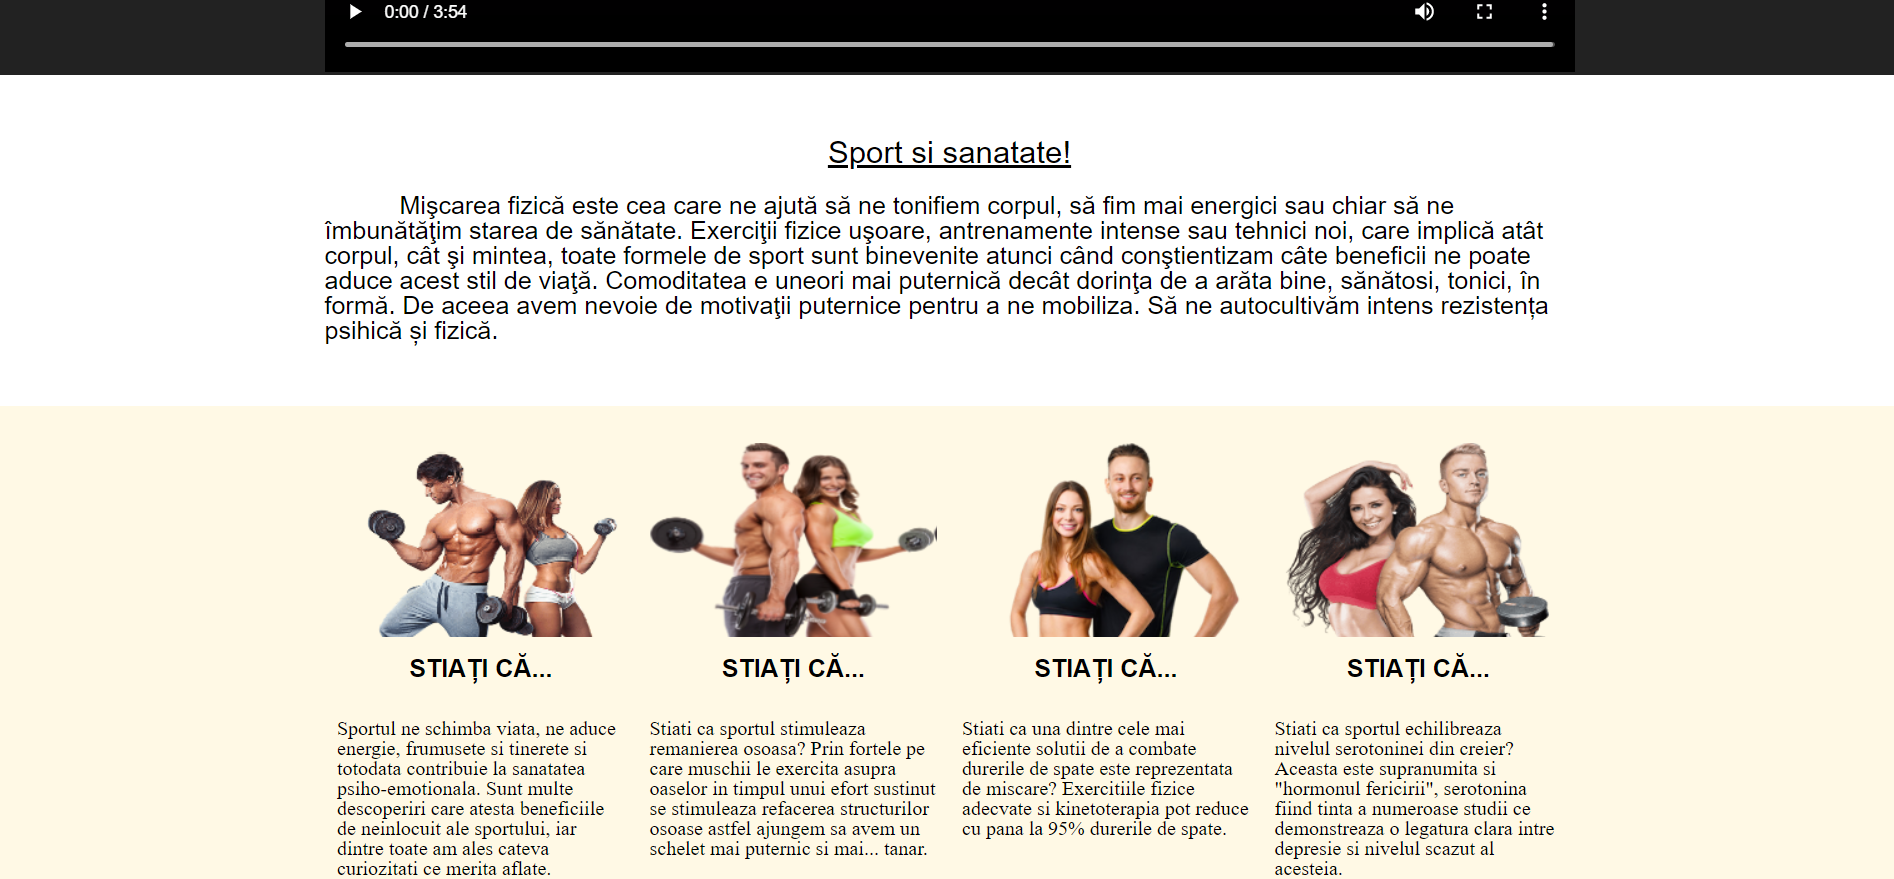 0:00 / 3:54
Sport si sanatate!
Mişcarea fizică este cea care ne ajută să ne tonifiem corpul, să fim mai energici sau chiar să ne
îmbunătăţim starea de sănătate. Exerciţii fizice uşoare, antrenamente intense sau tehnici noi, care implică atât
corpul, cât şi mintea, toate formele de sport sunt binevenite atunci când conştientizam câte beneficii ne poate
aduce acest stil de viaţă. Comoditatea e uneori mai puternică decât dorinţa de a arăta bine, sănătosi, tonici, în
formă. De aceea avem nevoie de motivaţii puternice pentru a ne mobiliza. Să ne autocultivăm intens rezistența
psihică și fizică.
STIAȚI CĂ...
Sportul ne schimba viata, ne aduce
energie, frumusete si tinerete si
totodata contribuie la sanatatea
psiho-emotionala. Sunt multe
descoperiri care atesta beneficiile
de neinlocuit ale sportului, iar
dintre toate am ales cateva
curiozitati ce merita aflate.
STIAȚI CĂ...
Stiati ca sportul stimuleaza
remanierea osoasa? Prin fortele pe
care muschii le exercita asupra
oaselor in timpul unui efort sustinut
se stimuleaza refacerea structurilor
osoase astfel ajungem sa avem un
schelet mai puternic si mai... tanar.
STIAȚI CĂ...
Stiati ca una dintre cele mai
eficiente solutii de a combate
durerile de spate este reprezentata
de miscare? Exercitiile fizice
adecvate si kinetoterapia pot reduce
cu pana la 95% durerile de spate.
STIAȚI CĂ...
Stiati ca sportul echilibreaza
nivelul serotoninei din creier?
Aceasta este supranumita si
"hormonul fericirii", serotonina
fiind tinta a numeroase studii ce
demonstreaza o legatura clara intre
depresie si nivelul scazut al
acesteia.